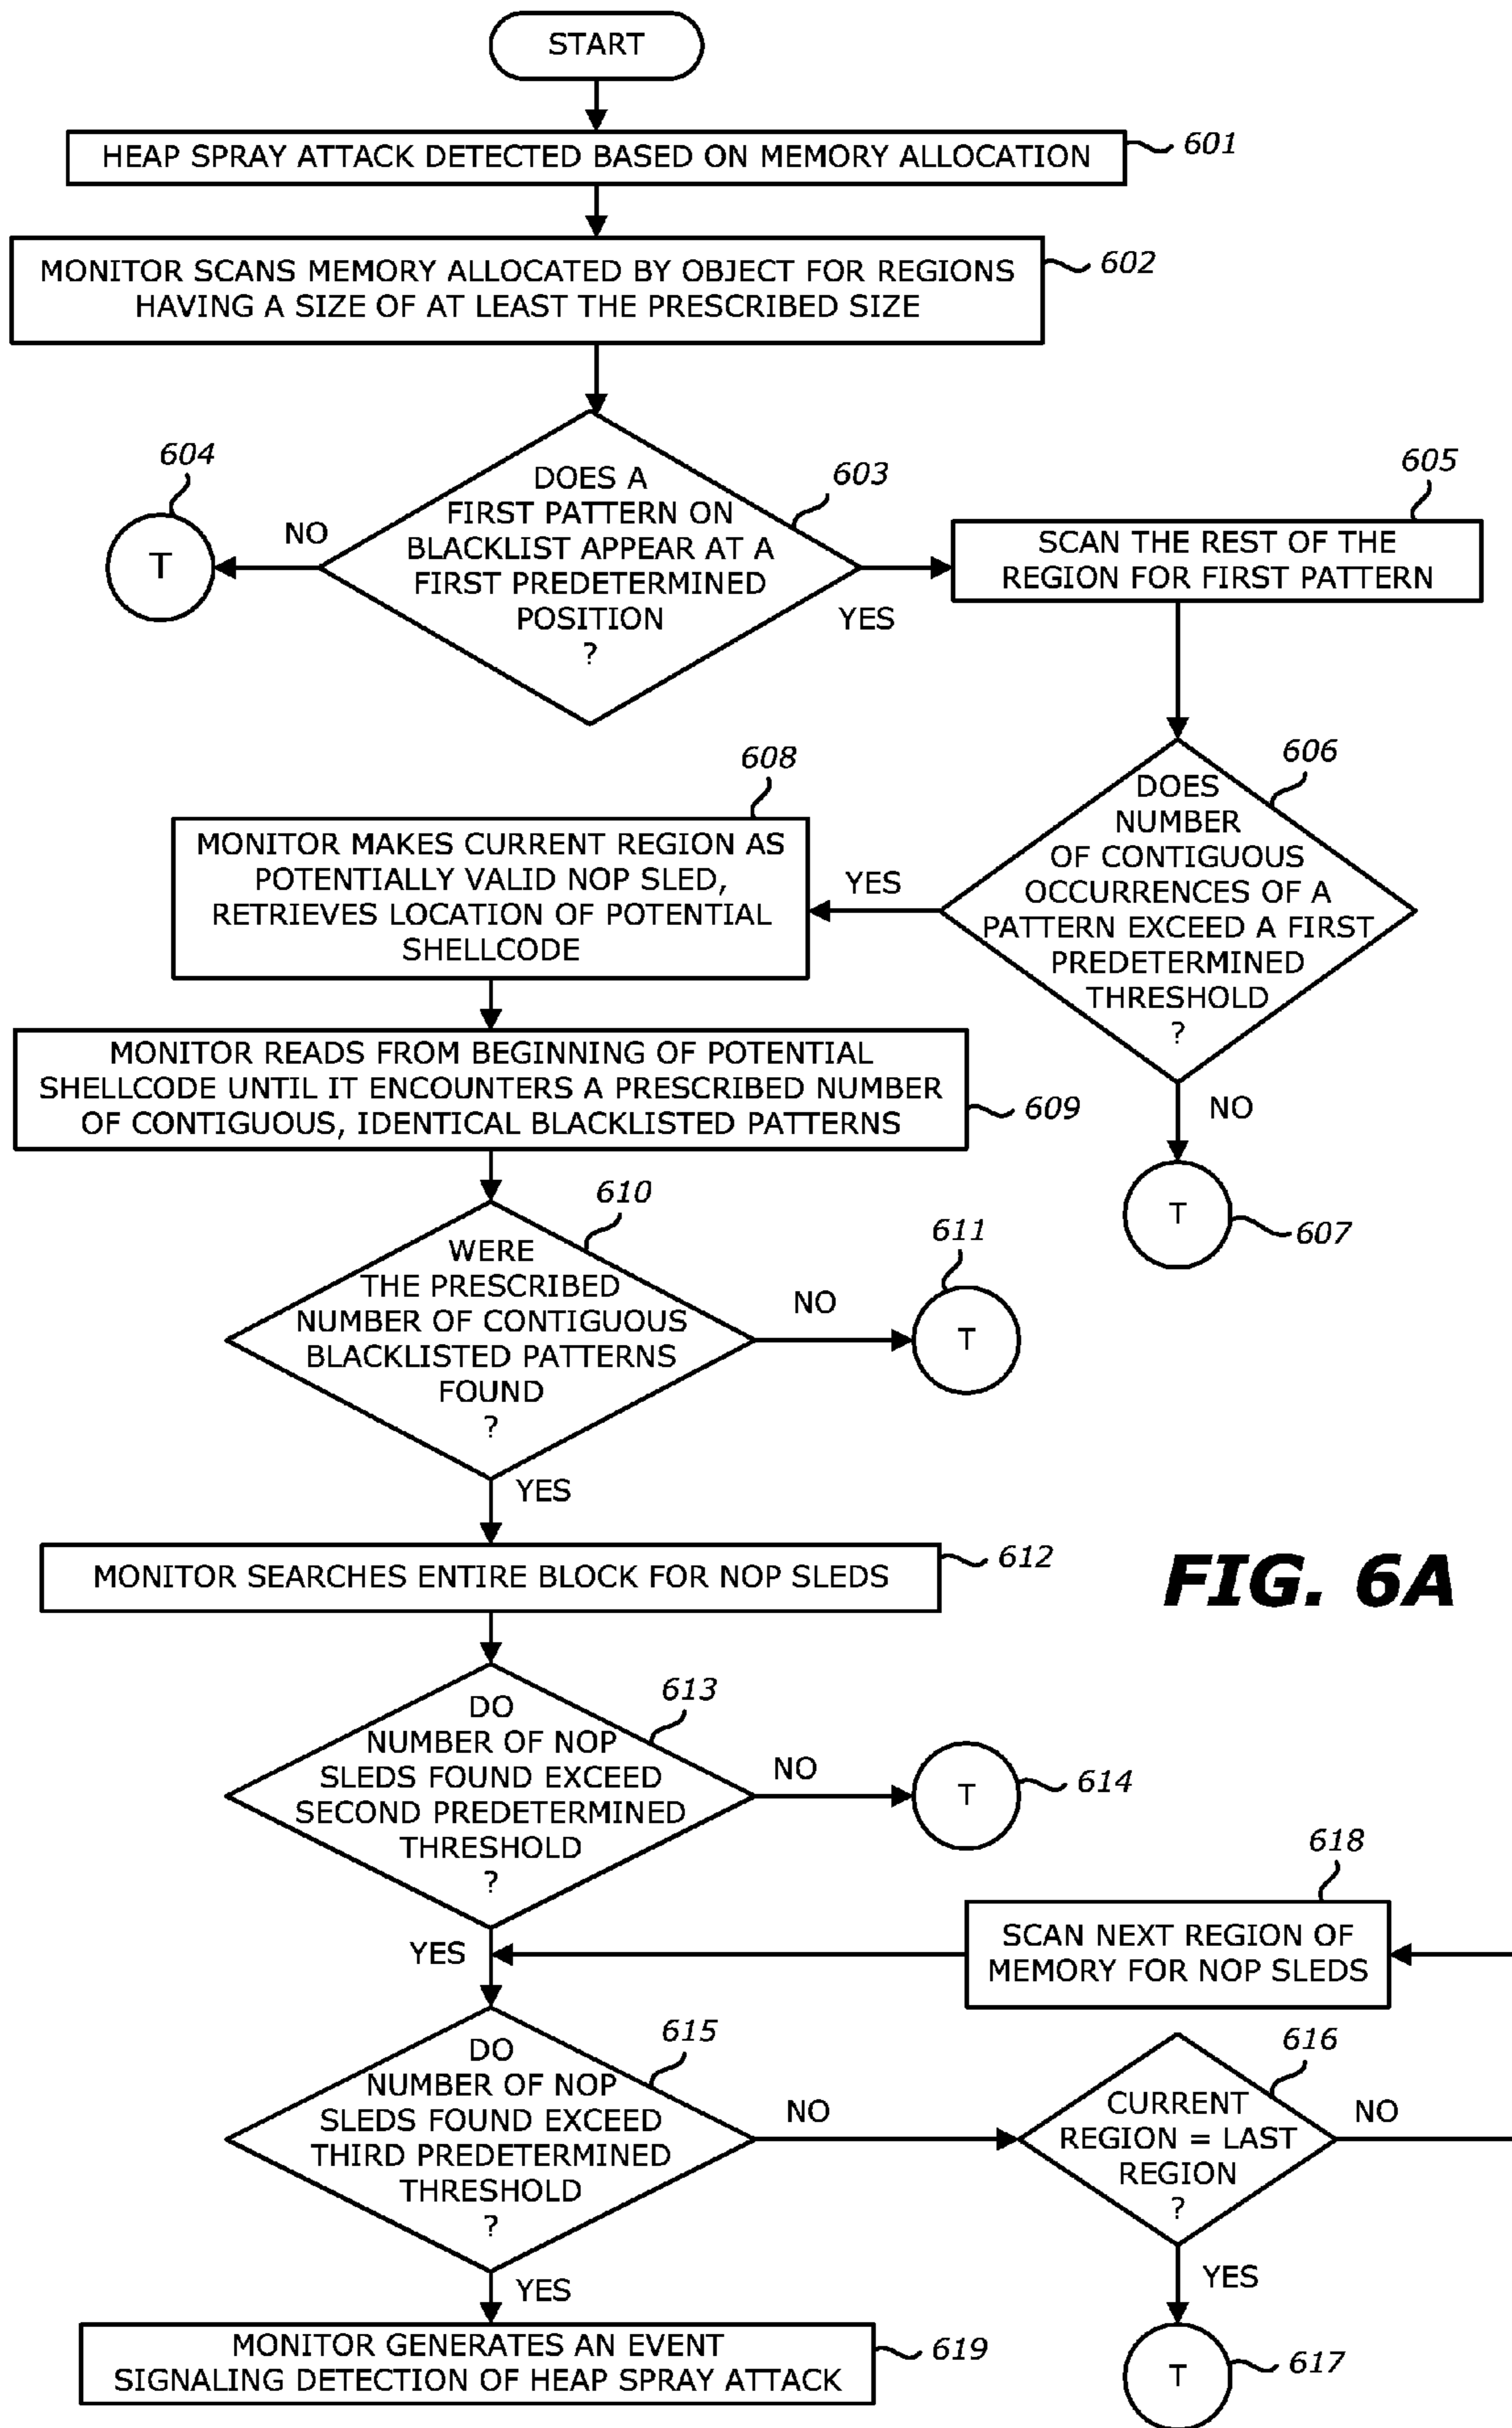 START
HEAP SPRAY ATTACK DETECTED BASED ON MEMORY ALLOCATION
601
MONITOR SCANS MEMORY ALLOCATED BY OBJECT FOR REGIONS
HAVING A SIZE OF AT LEAST THE PRESCRIBED SIZE
602
604
T
NO
DOES A
FIRST PATTERN ON
BLACKLIST APPEAR AT A
FIRST PREDETERMINED
POSITION
?
603
YES
605
SCAN THE REST OF THE
REGION FOR FIRST PATTERN
606
DOES
NUMBER
OF CONTIGUOUS
OCCURRENCES OF A
PATTERN EXCEED A FIRST
PREDETERMINED
THRESHOLD
?
YES
NO
T
607
608
MONITOR MAKES CURRENT REGION AS
POTENTIALLY VALID NOP SLED,
RETRIEVES LOCATION OF POTENTIAL
SHELLCODE
MONITOR READS FROM BEGINNING OF POTENTIAL
SHELLCODE UNTIL IT ENCOUNTERS A PRESCRIBED NUMBER
OF CONTIGUOUS, IDENTICAL BLACKLISTED PATTERNS
609
610
WERE
THE PRESCRIBED
NUMBER OF CONTIGUOUS
BLACKLISTED PATTERNS
FOUND
?
NO
611
T
YES
MONITOR SEARCHES ENTIRE BLOCK FOR NOP SLEDS
612
FIG. 6A
613
DO
NUMBER OF NOP
SLEDS FOUND EXCEED
SECOND PREDETERMINED
THRESHOLD
?
NO
T
614
YES
618
SCAN NEXT REGION OF
MEMORY FOR NOP SLEDS
615
DO
NUMBER OF NOP
SLEDS FOUND EXCEED
THIRD PREDETERMINED
THRESHOLD
?
NO
616
CURRENT
REGION = LAST
REGION
?
NO
YES
T
617
YES
MONITOR GENERATES AN EVENT
SIGNALING DETECTION OF HEAP SPRAY ATTACK
619